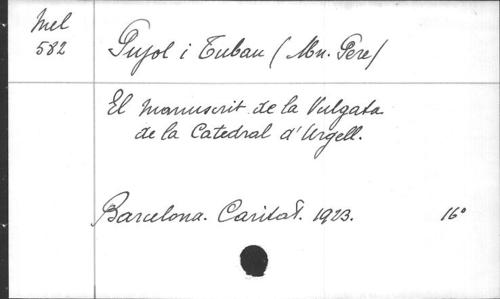 Mel
582
Pujol i Tubau (Mn. Pere)
El manuscrit de la Vulgata
de la Catedral d'Urgell.
Barcelona. Caritat. 1923. 16°